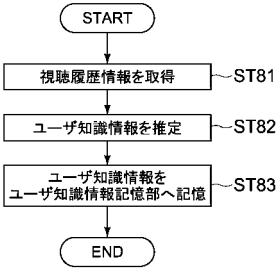 START
視聴履歴情報を取得
ST81
ユーザ知識情報を推定
ST82
ユーザ知識情報を
ユーザ知識情報記憶部へ記憶
ST83
END